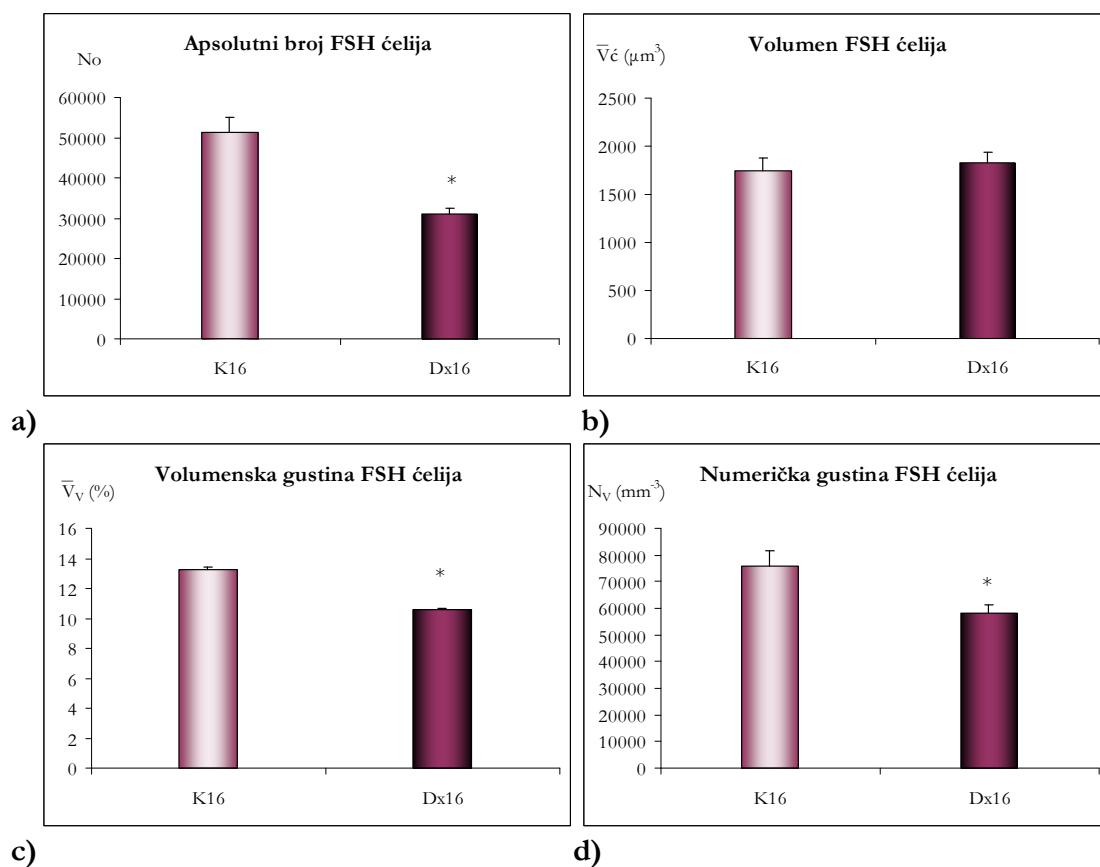 Apsolutni broj FSH ćelija
No
60000
50000
40000
30000
20000
10000
0
*
K16
Dx16
a)
Volumen FSH ćelija
V̅ć (µm³)
2500
2000
1500
1000
500
0
K16
Dx16
b)
Volumenska gustina FSH ćelija
V̅ᵥ (%)
16
14
12
10
8
6
4
2
0
*
K16
Dx16
c)
Numerička gustina FSH ćelija
Nᵥ (mm⁻³)
90000
80000
70000
60000
50000
40000
30000
20000
10000
0
*
K16
Dx16
d)